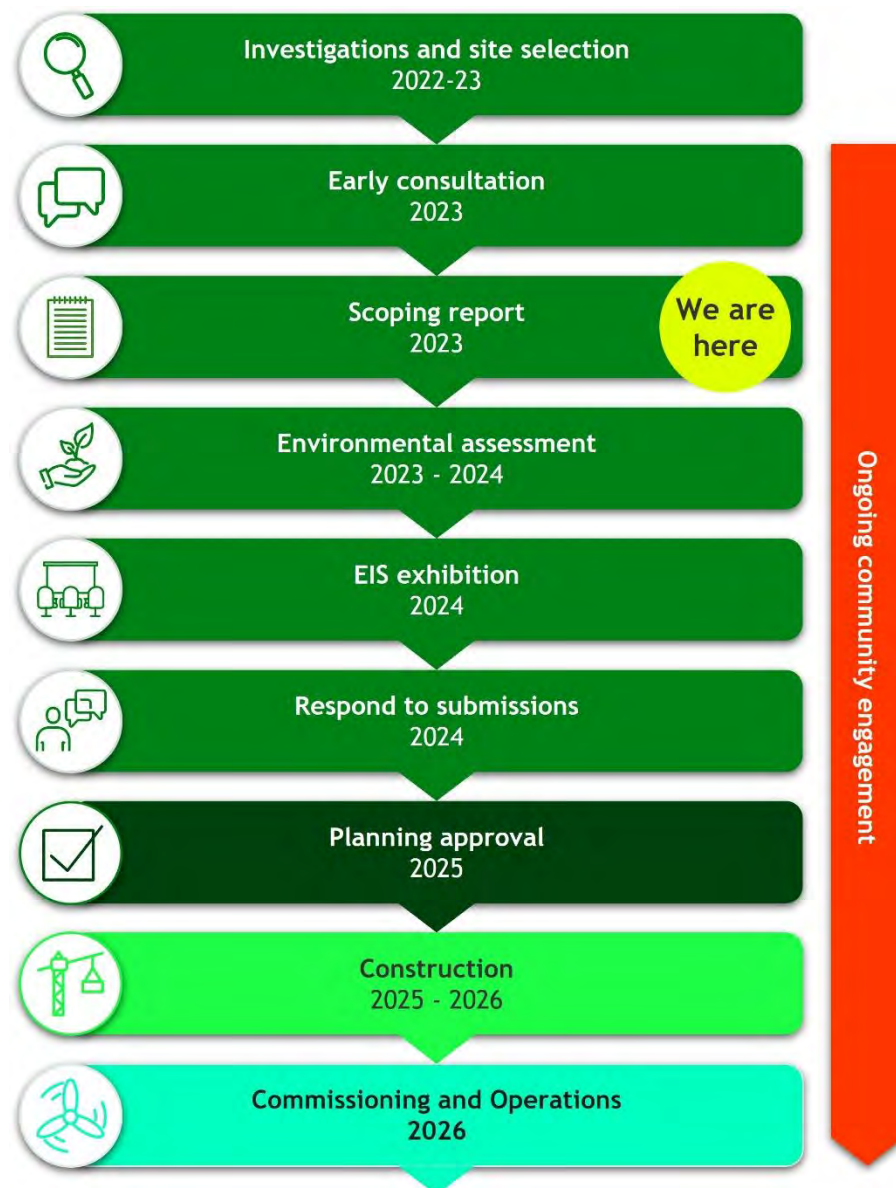 Investigations and site selection
2022-23
Early consultation
2023
Scoping report
2023
We are
here
Environmental assessment
2023 - 2024
EIS exhibition
2024
Respond to submissions
2024
Planning approval
2025
Construction
2025 - 2026
Commissioning and Operations
2026
Ongoing community engagement